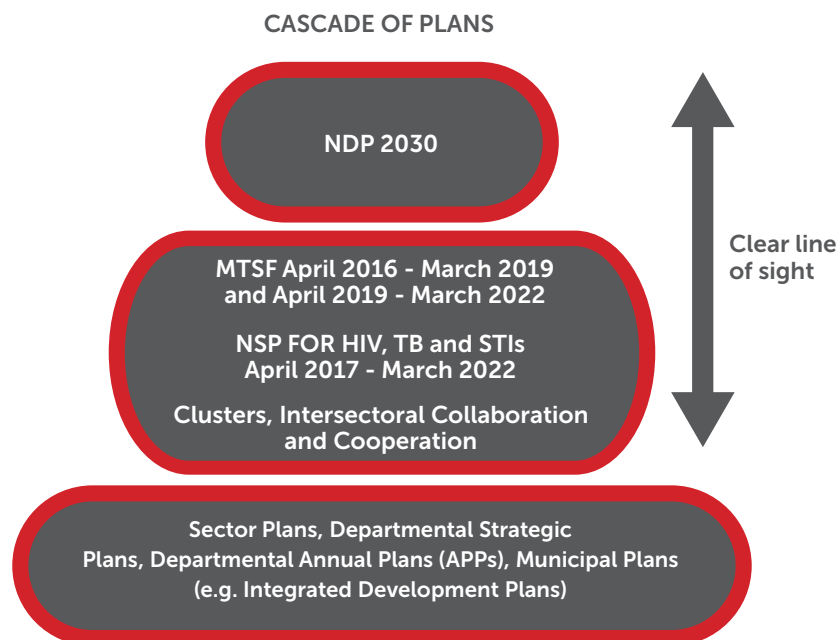 CASCADE OF PLANS
NDP 2030
MTSF April 2016 - March 2019
and April 2019 - March 2022
NSP FOR HIV, TB and STIs
April 2017 - March 2022
Clusters, Intersectoral Collaboration
and Cooperation
Clear line
of sight
Sector Plans, Departmental Strategic
Plans, Departmental Annual Plans (APPs), Municipal Plans
(e.g. Integrated Development Plans)